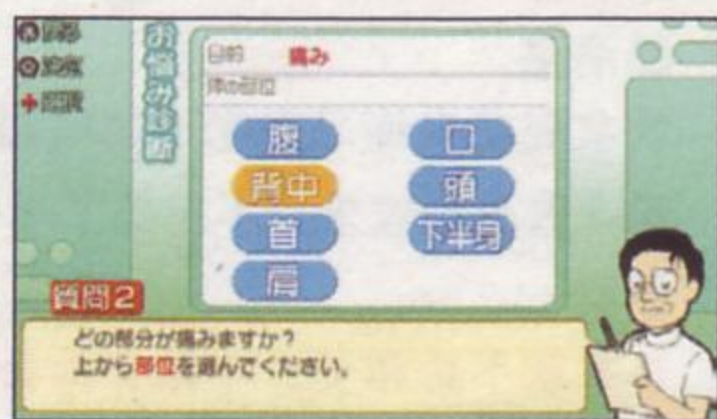 お悩み診断
目的 痛み
体の部位
腹
背中
首
肩
口
頭
下半身
質問2
どの部分が痛みますか?
上から部位を選んでください。